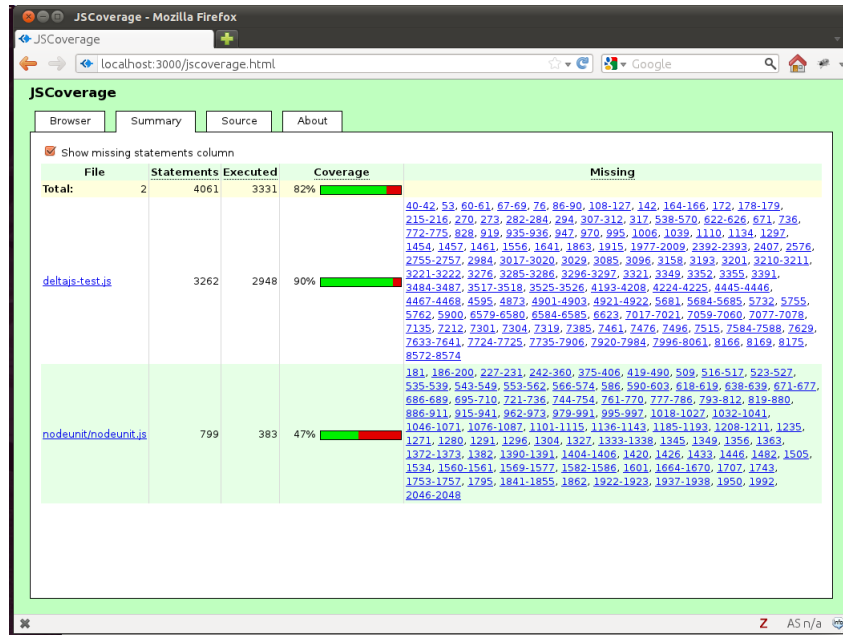 JSCoverage - Mozilla Firefox
JSCoverage
localhost:3000/jscoverage.html
Google
JSCoverage
Browser Summary Source About
Show missing statements column
File Statements Executed Coverage Missing
Total: 2 4061 3331 82%
40-42, 53, 60-61, 67-69, 76, 86-90, 108-127, 142, 164-166, 172, 178-179,
215-216, 270, 273, 282-284, 294, 307-312, 317, 538-570, 622-626, 671, 736,
772-775, 828, 919, 935-936, 947, 970, 995, 1006, 1039, 1110, 1134, 1297,
1454, 1457, 1461, 1556, 1641, 1863, 1915, 1977-2009, 2392-2393, 2407, 2576,
2755-2757, 2984, 3017-3020, 3029, 3085, 3096, 3158, 3193, 3201, 3210-3211,
3221-3222, 3276, 3285-3286, 3296-3297, 3321, 3349, 3352, 3355, 3391,
deltajs-test.js 3262 2948 90%
3484-3487, 3517-3518, 3525-3526, 4193-4208, 4224-4225, 4445-4446,
4467-4468, 4595, 4873, 4901-4903, 4921-4922, 5681, 5684-5685, 5732, 5755,
5762, 5900, 6579-6580, 6584-6585, 6623, 7017-7021, 7059-7060, 7077-7078,
7135, 7212, 7301, 7304, 7319, 7385, 7461, 7476, 7496, 7515, 7584-7588, 7629,
7633-7641, 7724-7725, 7735-7906, 7920-7984, 7996-8061, 8166, 8169, 8175,
8572-8574
181, 186-200, 227-231, 242-360, 375-406, 419-490, 509, 516-517, 523-527,
535-539, 543-549, 553-562, 566-574, 586, 590-603, 618-619, 638-639, 671-677,
686-689, 695-710, 721-736, 744-754, 761-770, 777-786, 793-812, 819-880,
886-911, 915-941, 962-973, 979-991, 995-997, 1018-1027, 1032-1041,
1046-1071, 1076-1087, 1101-1115, 1136-1143, 1185-1193, 1208-1211, 1235,
nodeunit/nodeunit.js 799 383 47%
1271, 1280, 1291, 1296, 1304, 1327, 1333-1338, 1345, 1349, 1356, 1363,
1372-1373, 1382, 1390-1391, 1404-1406, 1420, 1426, 1433, 1446, 1482, 1505,
1534, 1560-1561, 1569-1577, 1582-1586, 1601, 1664-1670, 1707, 1743,
1753-1757, 1795, 1841-1855, 1862, 1922-1923, 1937-1938, 1950, 1992,
2046-2048
Z AS n/a